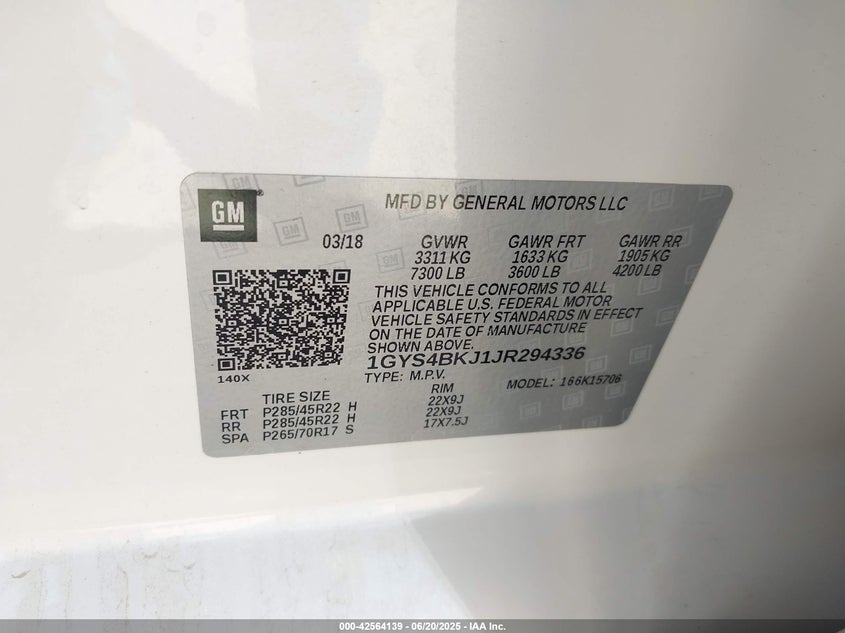 GM®
MFD BY GENERAL MOTORS LLC
03/18 GVWR GAWR FRT GAWR RR
3311 KG 1633 KG 1905 KG
7300 LB 3600 LB 4200 LB
THIS VEHICLE CONFORMS TO ALL
APPLICABLE U.S. FEDERAL MOTOR
VEHICLE SAFETY STANDARDS IN EFFECT
ON THE DATE OF MANUFACTURE
SHOWN ABOVE.
1GYS4BKJ1JR294336
140X
TYPE: M.P.V. MODEL: 166K15706
TIRE SIZE RIM
FRT P285/45R22 H 22X9J
RR P285/45R22 H 22X9J
SPA P265/70R17 S 17X7.5J
000-42564139 - 06/20/2025 - IAA Inc.